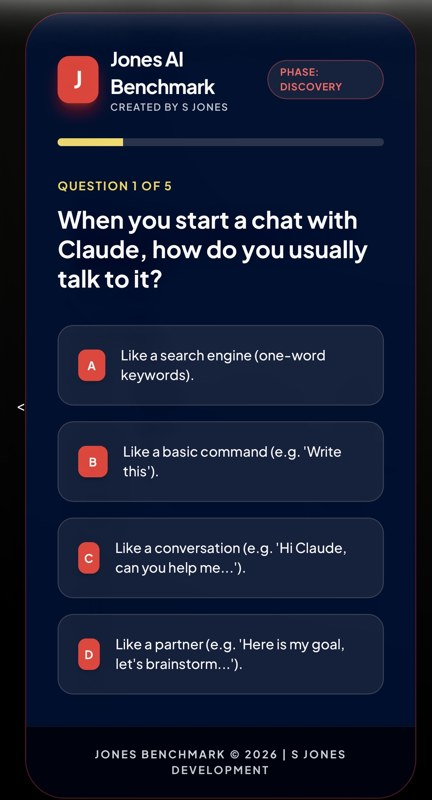 J
Jones AI
Benchmark
CREATED BY S JONES
PHASE:
DISCOVERY
QUESTION 1 OF 5
When you start a chat with
Claude, how do you usually
talk to it?
A
Like a search engine (one-word
keywords).
<
B
Like a basic command (e.g. 'Write
this').
C
Like a conversation (e.g. 'Hi Claude,
can you help me...').
D
Like a partner (e.g. 'Here is my goal,
let's brainstorm...').
JONES BENCHMARK © 2026 | S JONES
DEVELOPMENT